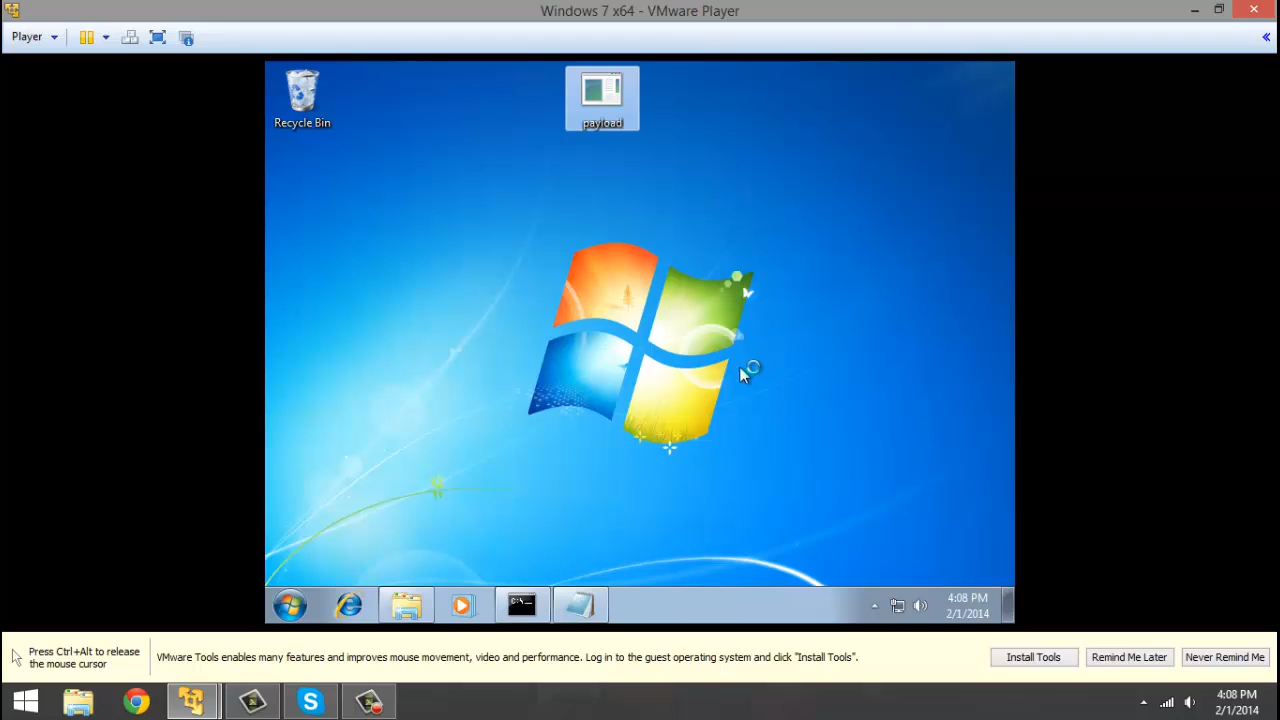 Windows 7 x64 - VMware Player
Player
Recycle Bin
payload
C:\_
4:08 PM
2/1/2014
Press Ctrl+Alt to release
the mouse cursor
VMware Tools enables many features and improves mouse movement, video and performance. Log in to the guest operating system and click "Install Tools".
Install Tools
Remind Me Later
Never Remind Me
4:08 PM
2/1/2014